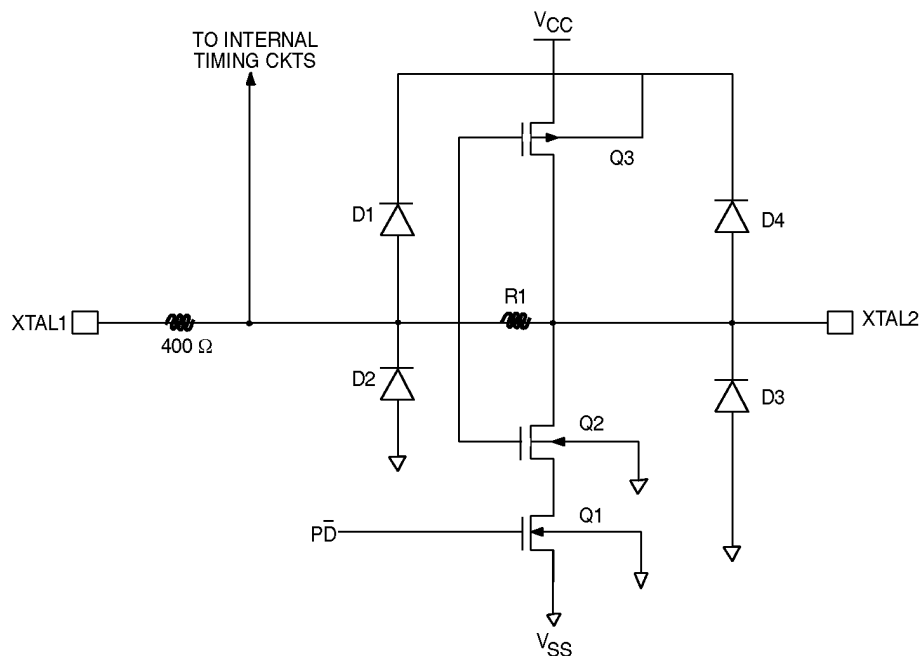 TO INTERNAL
TIMING CKTS
VCC
Q3
D1
D4
R1
XTAL1
400 Ω
XTAL2
D2
D3
Q2
Q1
PD̅
VSS